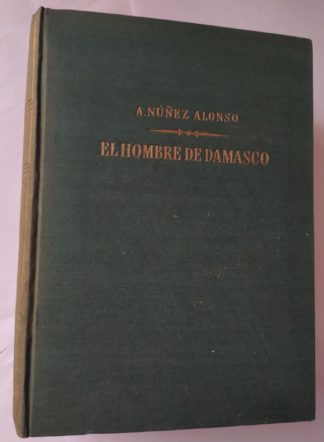 A. NÚÑEZ ALONSO
EL HOMBRE DE DAMASCO